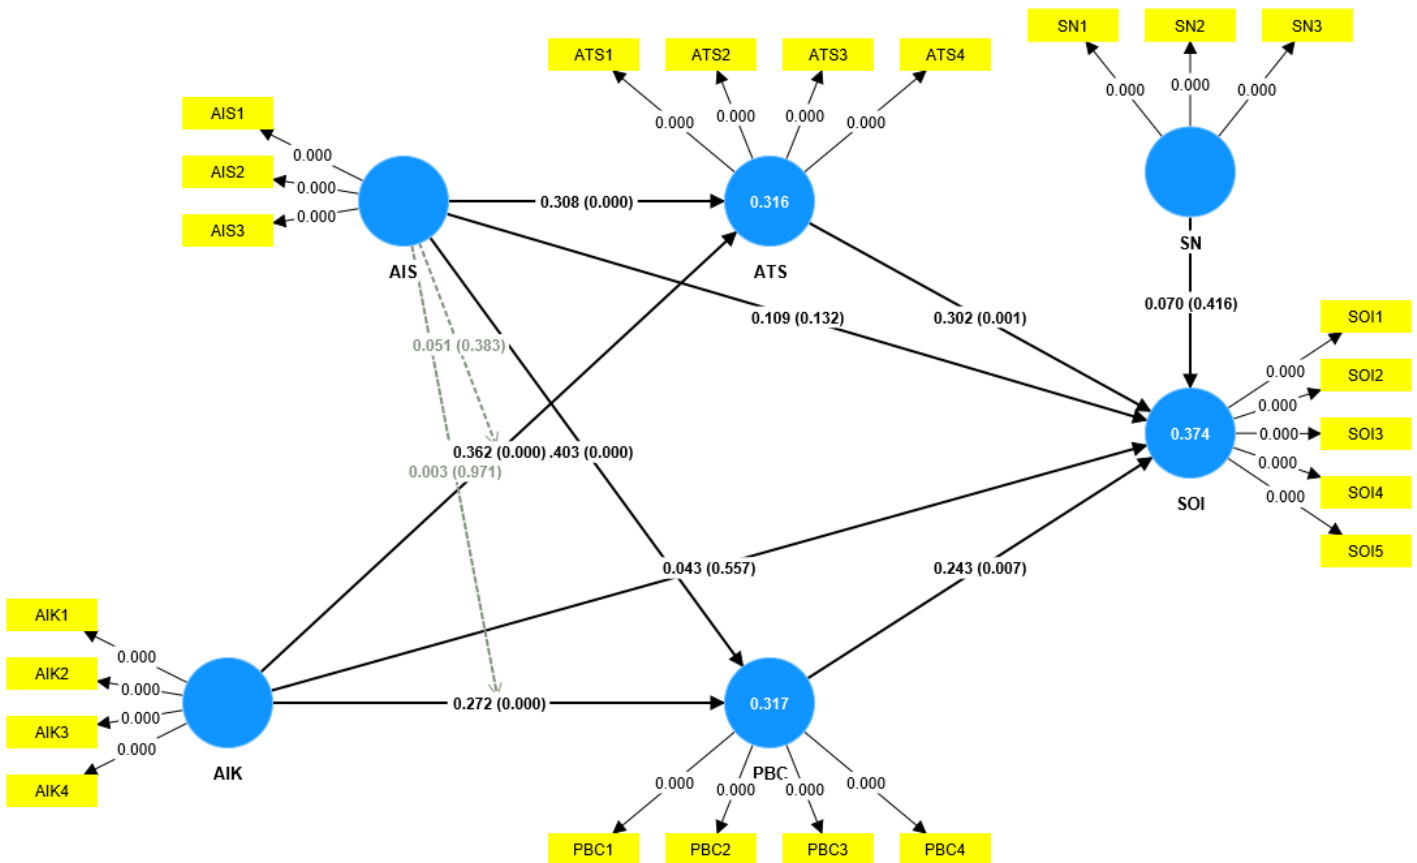 SN1
SN2
SN3
ATS1
ATS2
ATS3
ATS4
0.000
0.000
0.000
AIS1
0.000
0.000
0.000
0.000
0.000
AIS2
0.000
AIS3
0.000
0.308 (0.000)
0.316
SN
AIS
ATS
0.070 (0.416)
0.109 (0.132)
0.302 (0.001)
SOI1
0.051 (0.383)
0.000
SOI2
0.000
0.374
0.000
SOI3
0.362 (0.000)
.403 (0.000)
0.003 (0.971)
0.000
SOI4
0.000
SOI
SOI5
0.043 (0.557)
0.243 (0.007)
AIK1
0.000
AIK2
0.000
0.272 (0.000)
0.317
AIK3
0.000
0.000
AIK
PBC
AIK4
0.000
0.000
0.000
0.000
PBC1
PBC2
PBC3
PBC4